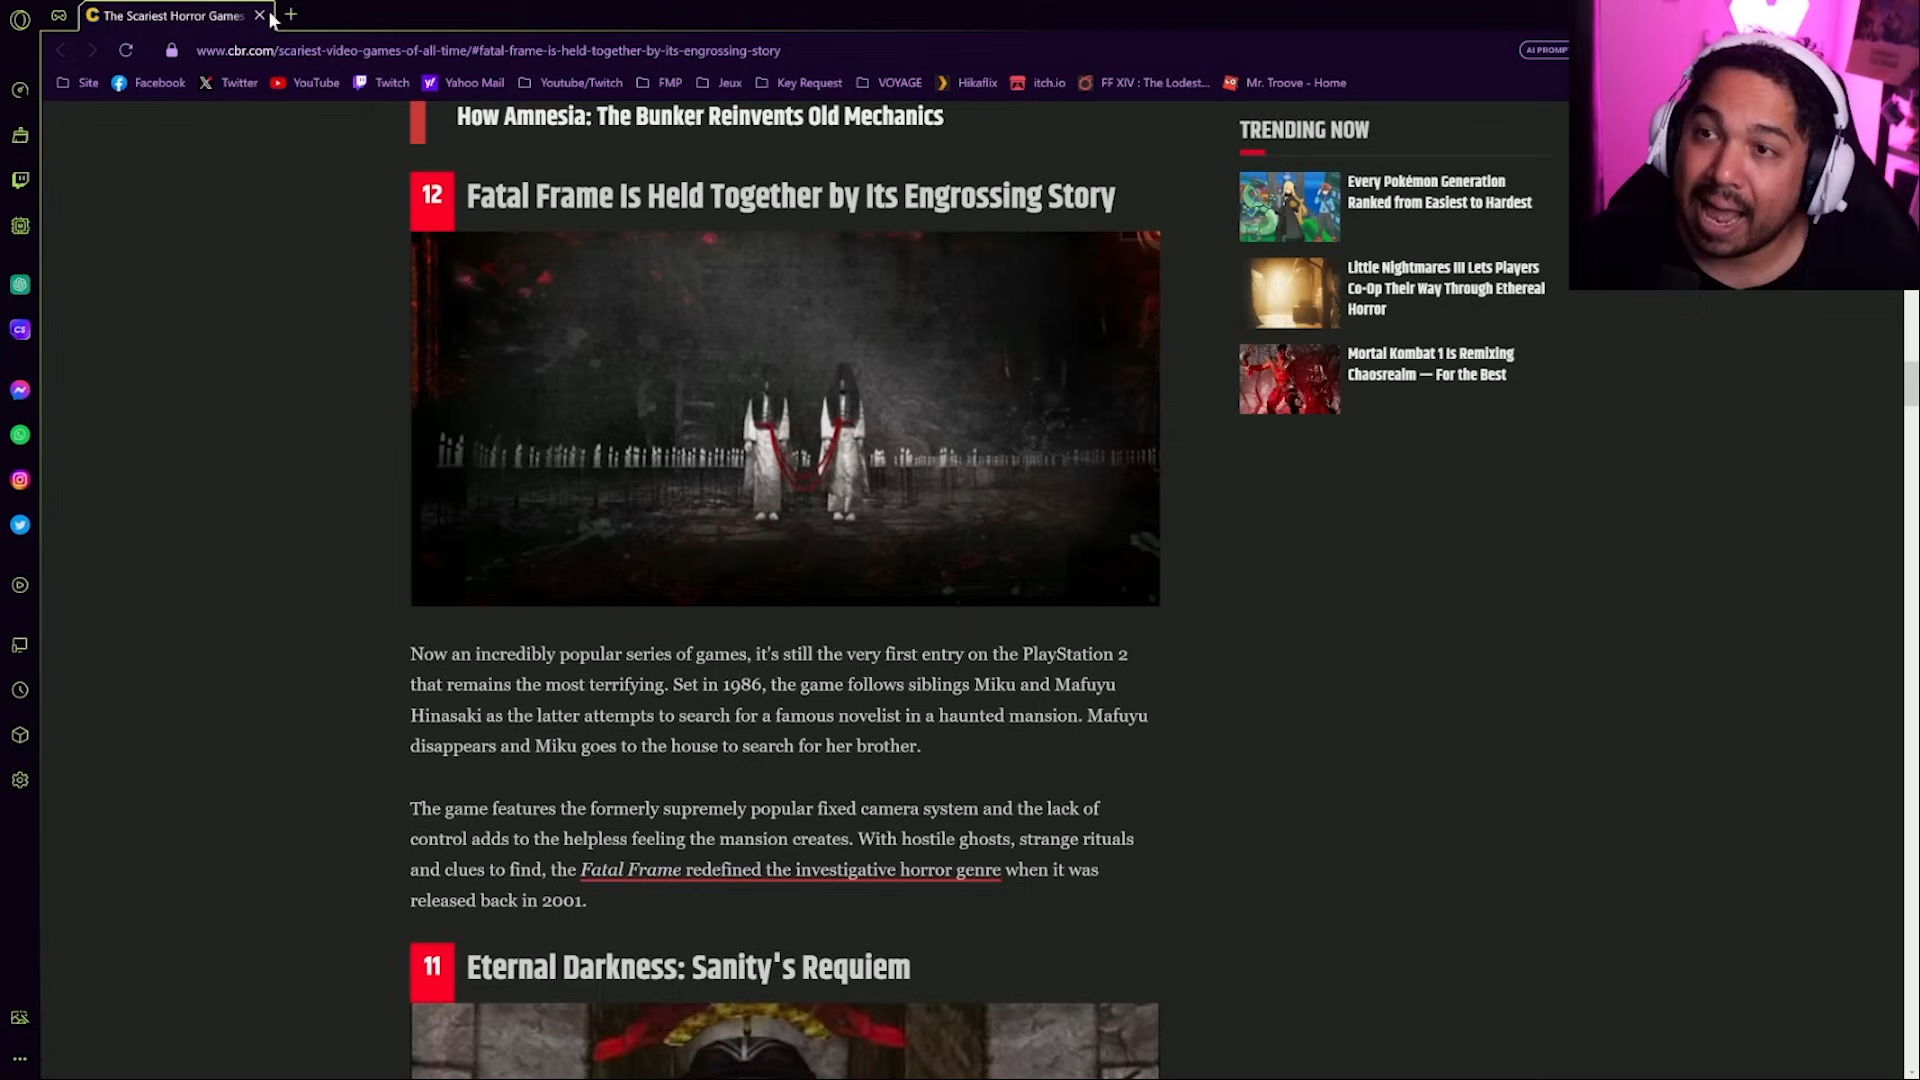 The Scariest Horror Games
www.cbr.com/scariest-video-games-of-all-time/#fatal-frame-is-held-together-by-its-engrossing-story
AI PROMP
Site Facebook Twitter YouTube Twitch Yahoo Mail Youtube/Twitch FMP Jeux Key Request VOYAGE Hikaflix itch.io FF XIV : The Lodest... Mr. Troove - Home
How Amnesia: The Bunker Reinvents Old Mechanics
12 Fatal Frame Is Held Together by Its Engrossing Story
Now an incredibly popular series of games, it's still the very first entry on the PlayStation 2
that remains the most terrifying. Set in 1986, the game follows siblings Miku and Mafuyu
Hinasaki as the latter attempts to search for a famous novelist in a haunted mansion. Mafuyu
disappears and Miku goes to the house to search for her brother.
The game features the formerly supremely popular fixed camera system and the lack of
control adds to the helpless feeling the mansion creates. With hostile ghosts, strange rituals
and clues to find, the Fatal Frame redefined the investigative horror genre when it was
released back in 2001.
11 Eternal Darkness: Sanity's Requiem
TRENDING NOW
Every Pokémon Generation
Ranked from Easiest to Hardest
Little Nightmares III Lets Players
Co-Op Their Way Through Ethereal
Horror
Mortal Kombat 1 Is Remixing
Chaosrealm — For the Best
CS